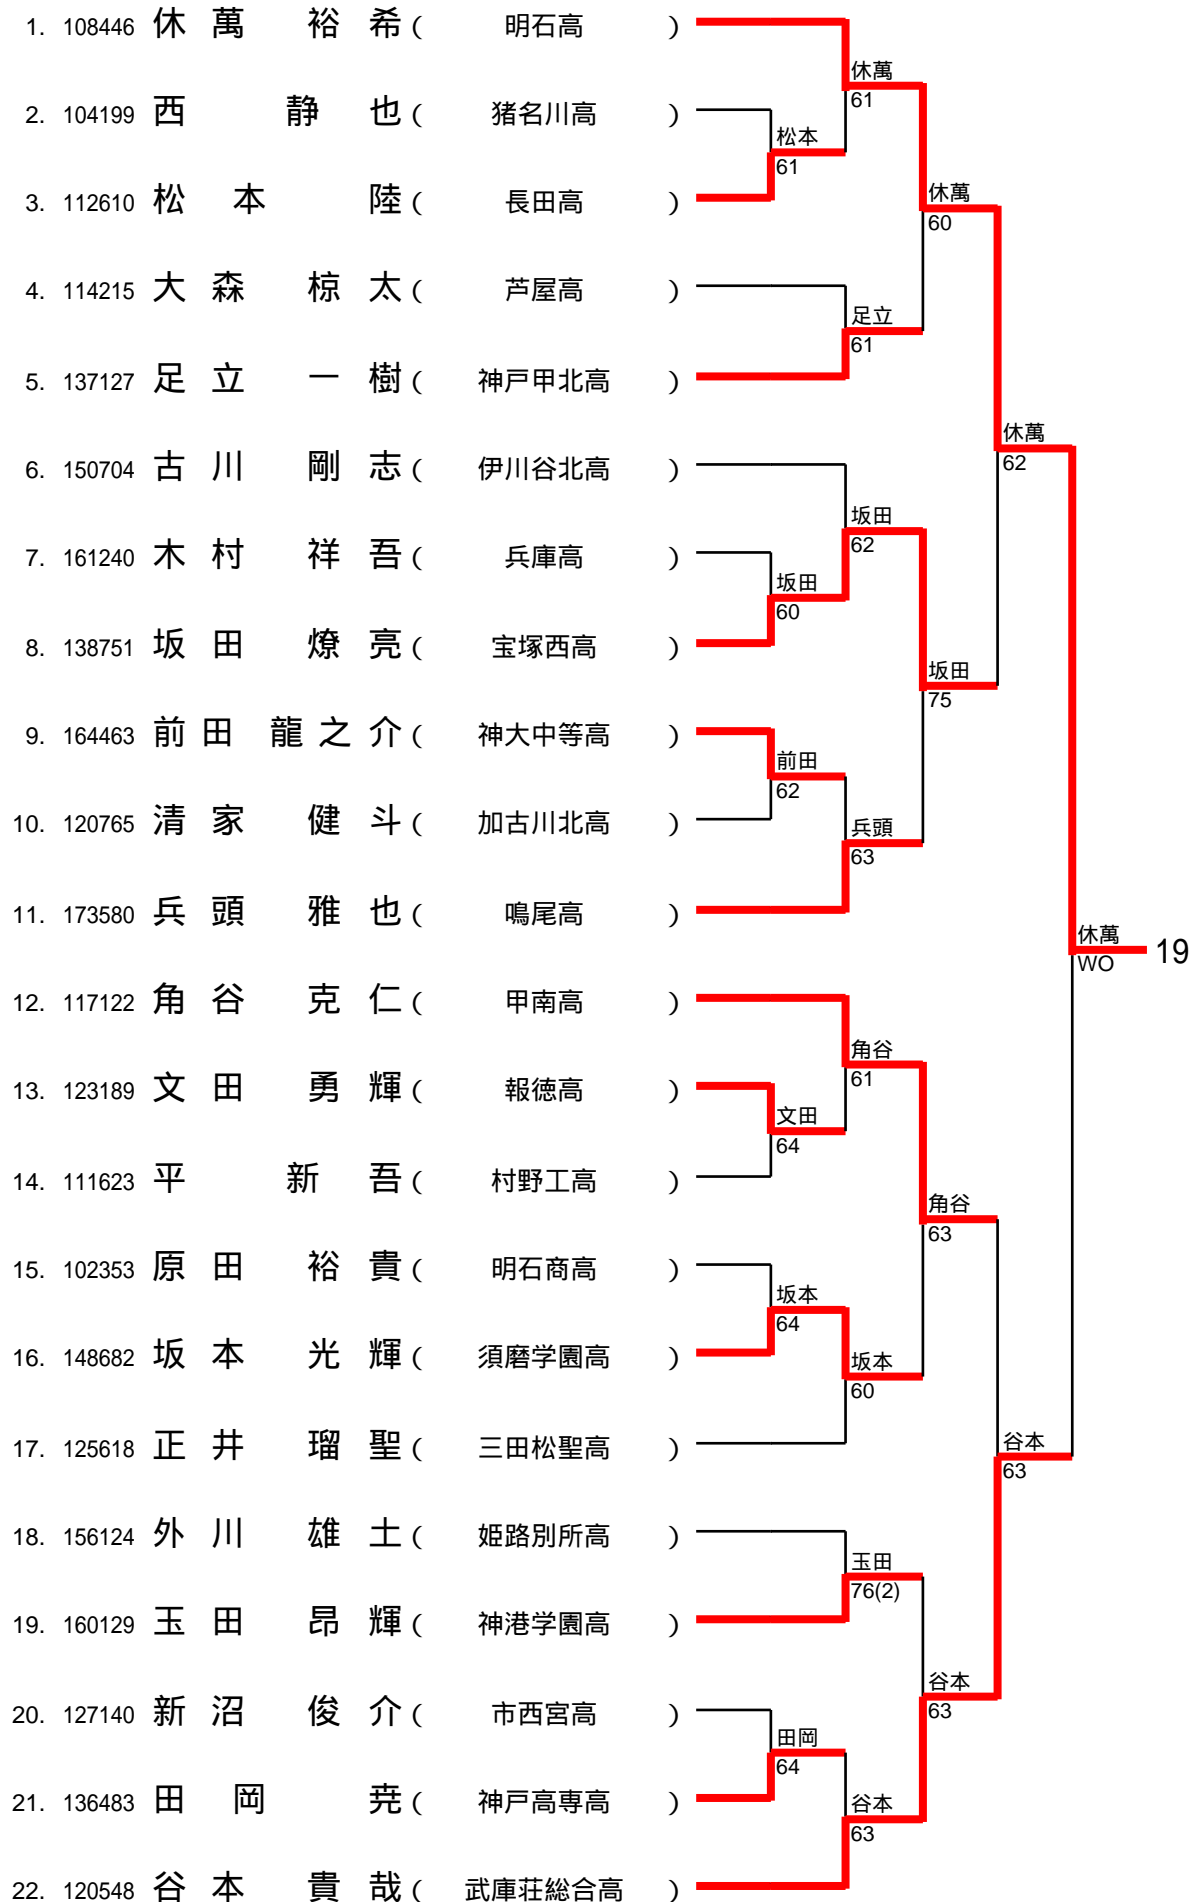 1. 108446 休 萬 裕 希 ( 明石高 )
休萬
61
2. 104199 西 静 也 ( 猪名川高 )
松本
61
3. 112610 松 本 陸 ( 長田高 )
休萬
60
4. 114215 大 森 椋 太 ( 芦屋高 )
足立
61
5. 137127 足 立 一 樹 ( 神戸甲北高 )
休萬
62
6. 150704 古 川 剛 志 ( 伊川谷北高 )
坂田
62
7. 161240 木 村 祥 吾 ( 兵庫高 )
坂田
60
8. 138751 坂 田 燎 亮 ( 宝塚西高 )
坂田
75
9. 164463 前 田 龍 之 介 ( 神大中等高 )
前田
62
10. 120765 清 家 健 斗 ( 加古川北高 )
兵頭
63
11. 173580 兵 頭 雅 也 ( 鳴尾高 )
休萬
WO
19
12. 117122 角 谷 克 仁 ( 甲南高 )
角谷
61
13. 123189 文 田 勇 輝 ( 報徳高 )
文田
64
14. 111623 平 新 吾 ( 村野工高 )
角谷
63
15. 102353 原 田 裕 貴 ( 明石商高 )
坂本
64
16. 148682 坂 本 光 輝 ( 須磨学園高 )
坂本
60
17. 125618 正 井 瑠 聖 ( 三田松聖高 )
谷本
63
18. 156124 外 川 雄 土 ( 姫路別所高 )
玉田
76(2)
19. 160129 玉 田 昂 輝 ( 神港学園高 )
谷本
63
20. 127140 新 沼 俊 介 ( 市西宮高 )
田岡
64
21. 136483 田 岡 尭 ( 神戸高専高 )
谷本
63
22. 120548 谷 本 貴 哉 ( 武庫荘総合高 )